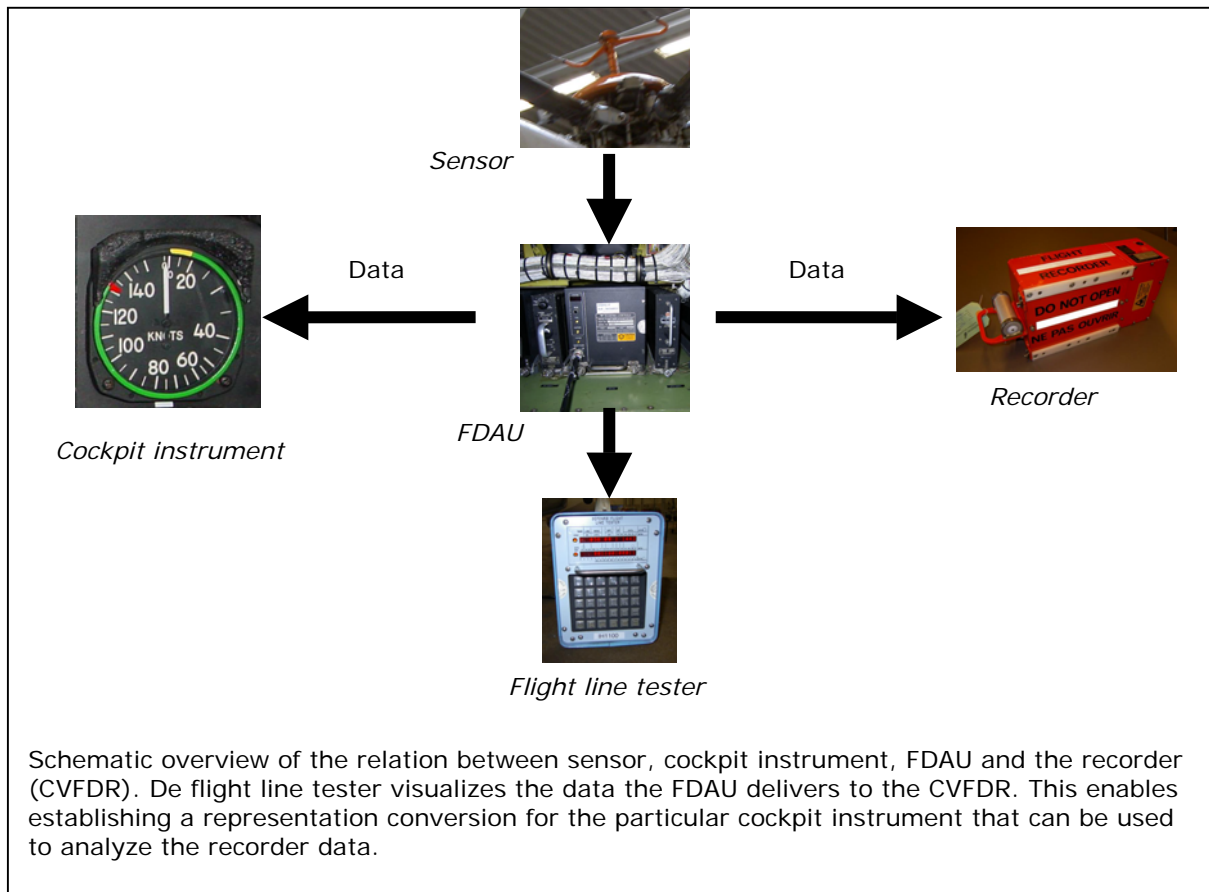 Sensor
Data
Data
140
0
20
120
KNOTS
40
100
80
60
FLIGHT
RECORDER
DO NOT OPEN
NE PAS OUVRIR
Cockpit instrument
FDAU
Recorder
LINE TESTER
Flight line tester
Schematic overview of the relation between sensor, cockpit instrument, FDAU and the recorder
(CVFDR). De flight line tester visualizes the data the FDAU delivers to the CVFDR. This enables
establishing a representation conversion for the particular cockpit instrument that can be used
to analyze the recorder data.